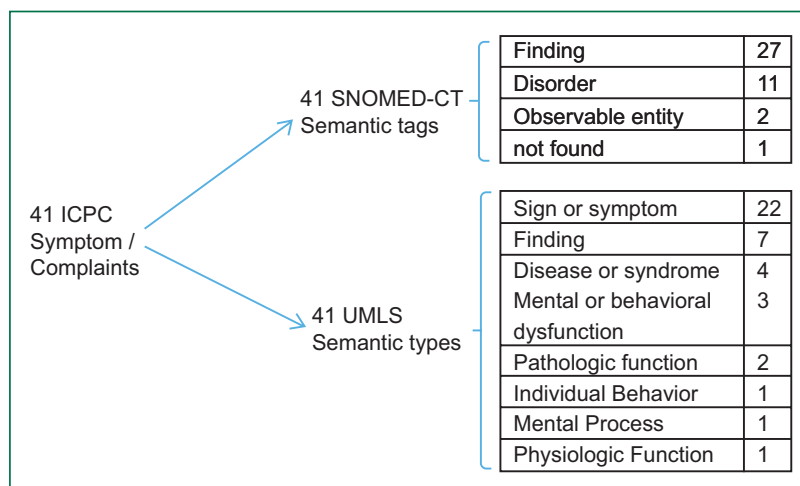 41 ICPC
Symptom /
Complaints
41 SNOMED-CT
Semantic tags
Finding 27
Disorder 11
Observable entity 2
not found 1
41 UMLS
Semantic types
Sign or symptom 22
Finding 7
Disease or syndrome 4
Mental or behavioral 3
dysfunction
Pathologic function 2
Individual Behavior 1
Mental Process 1
Physiologic Function 1